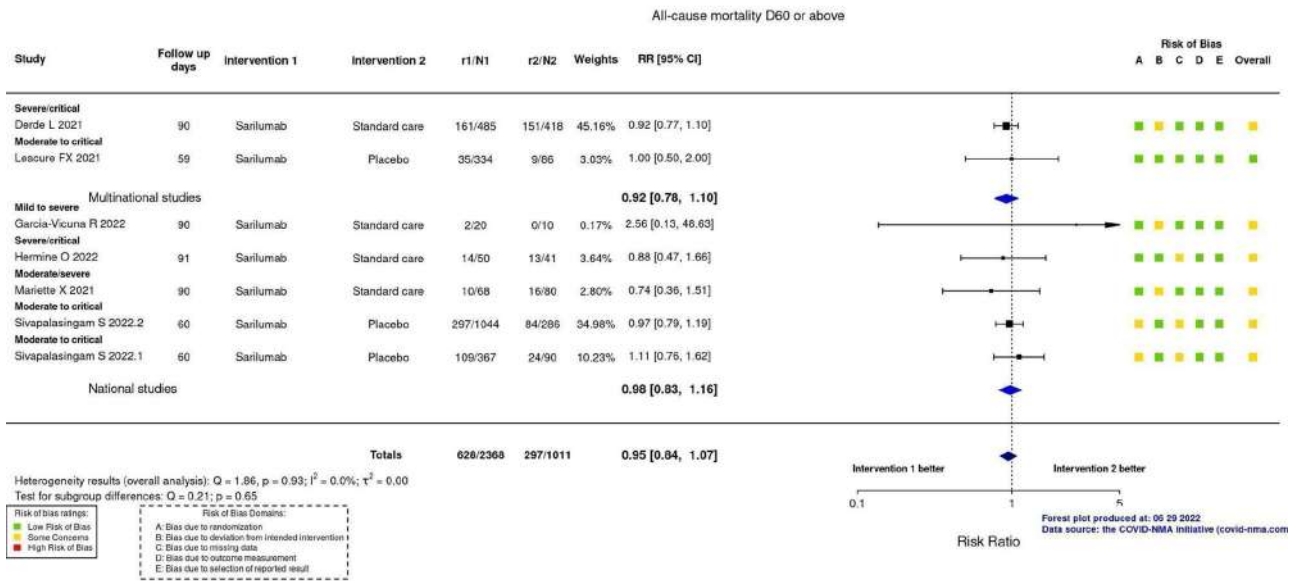 All-cause mortality D60 or above
Risk of Bias
Study Follow up days Intervention 1 Intervention 2 r1/N1 r2/N2 Weights RR [95% CI] A B C D E Overall
Severe/critical
Derde L 2021 90 Sarilumab Standard care 161/485 151/418 45.16% 0.92 [0.77, 1.10]
Moderate to critical
Lescure FX 2021 59 Sarilumab Placebo 35/334 9/86 3.03% 1.00 [0.50, 2.00]
Multinational studies 0.92 [0.78, 1.10]
Mild to severe
Garcia-Vicuna R 2022 90 Sarilumab Standard care 2/20 0/10 0.17% 2.56 [0.13, 48.63]
Severe/critical
Hermine O 2022 91 Sarilumab Standard care 14/50 13/41 3.64% 0.88 [0.47, 1.66]
Moderate/severe
Mariette X 2021 90 Sarilumab Standard care 10/68 16/80 2.80% 0.74 [0.36, 1.51]
Moderate to critical
Sivapalasingam S 2022.2 60 Sarilumab Placebo 297/1044 84/286 34.98% 0.97 [0.79, 1.19]
Moderate to critical
Sivapalasingam S 2022.1 60 Sarilumab Placebo 109/367 24/90 10.23% 1.11 [0.76, 1.62]
National studies 0.98 [0.83, 1.16]
Totals 628/2368 297/1011 0.95 [0.84, 1.07]
Intervention 1 better Intervention 2 better
Heterogeneity results (overall analysis): Q = 1.86, p = 0.93; I² = 0.0%; τ² = 0.00
Test for subgroup differences: Q = 0.21; p = 0.65
0.1 1 5
Risk Ratio
Forest plot produced at: 06 29 2022
Data source: the COVID-NMA initiative (covid-nma.com
Risk of bias ratings:
Low Risk of Bias
Some Concerns
High Risk of Bias
Risk of Bias Domains:
A: Bias due to randomization
B: Bias due to deviation from intended intervention
C: Bias due to missing data
D: Bias due to outcome measurement
E: Bias due to selection of reported result